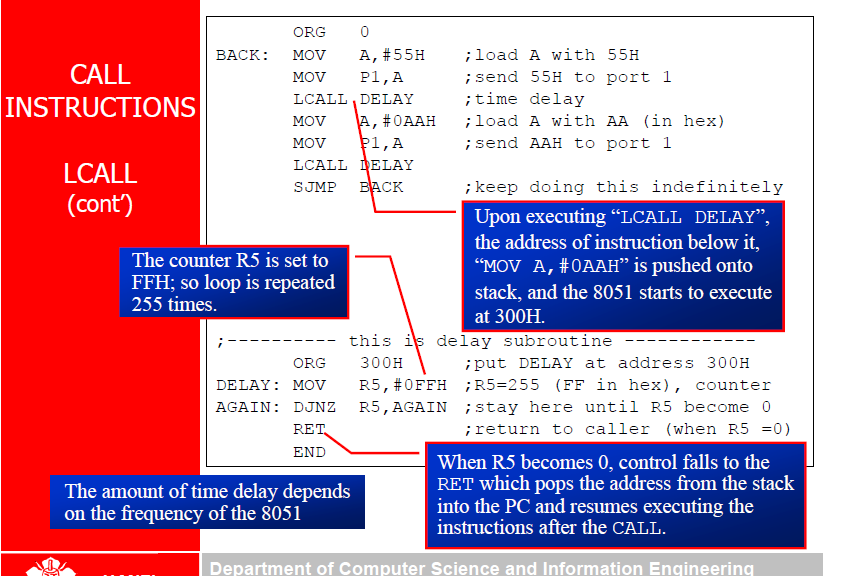 CALL
INSTRUCTIONS
LCALL
(cont’)
ORG 0
BACK: MOV A,#55H ;load A with 55H
MOV P1,A ;send 55H to port 1
LCALL DELAY ;time delay
MOV A,#0AAH ;load A with AA (in hex)
MOV P1,A ;send AAH to port 1
LCALL DELAY
SJMP BACK ;keep doing this indefinitely
Upon executing “LCALL DELAY”,
the address of instruction below it,
“MOV A,#0AAH” is pushed onto
stack, and the 8051 starts to execute
at 300H.
The counter R5 is set to
FFH; so loop is repeated
255 times.
;---------- this is delay subroutine ------------
ORG 300H ;put DELAY at address 300H
DELAY: MOV R5,#0FFH ;R5=255 (FF in hex), counter
AGAIN: DJNZ R5,AGAIN ;stay here until R5 become 0
RET ;return to caller (when R5 =0)
END
When R5 becomes 0, control falls to the
RET which pops the address from the stack
into the PC and resumes executing the
instructions after the CALL.
The amount of time delay depends
on the frequency of the 8051
Department of Computer Science and Information Engineering